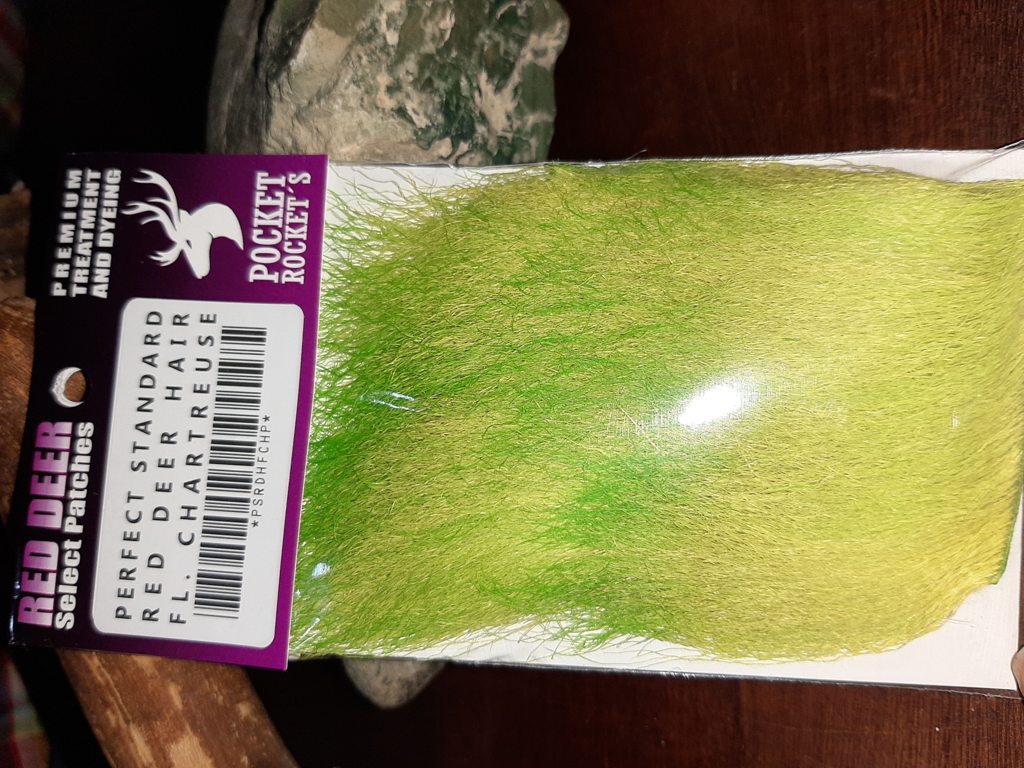 RED DEER
Select Patches
PREMIUM
TREATMENT
AND DYEING
POCKET
ROCKET´S
PERFECT STANDARD
RED DEER HAIR
FL. CHARTREUSE
*PSRDHFCHP*